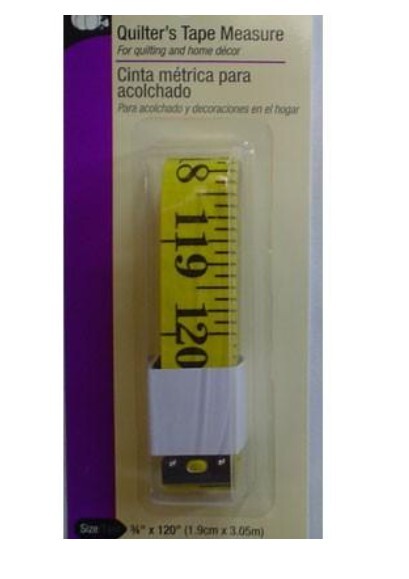 Quilter's Tape Measure
For quilting and home décor
Cinta métrica para
acolchado
Para acolchado y decoraciones en el hogar
8
119
120
Size ¾" x 120" (1.9cm x 3.05m)